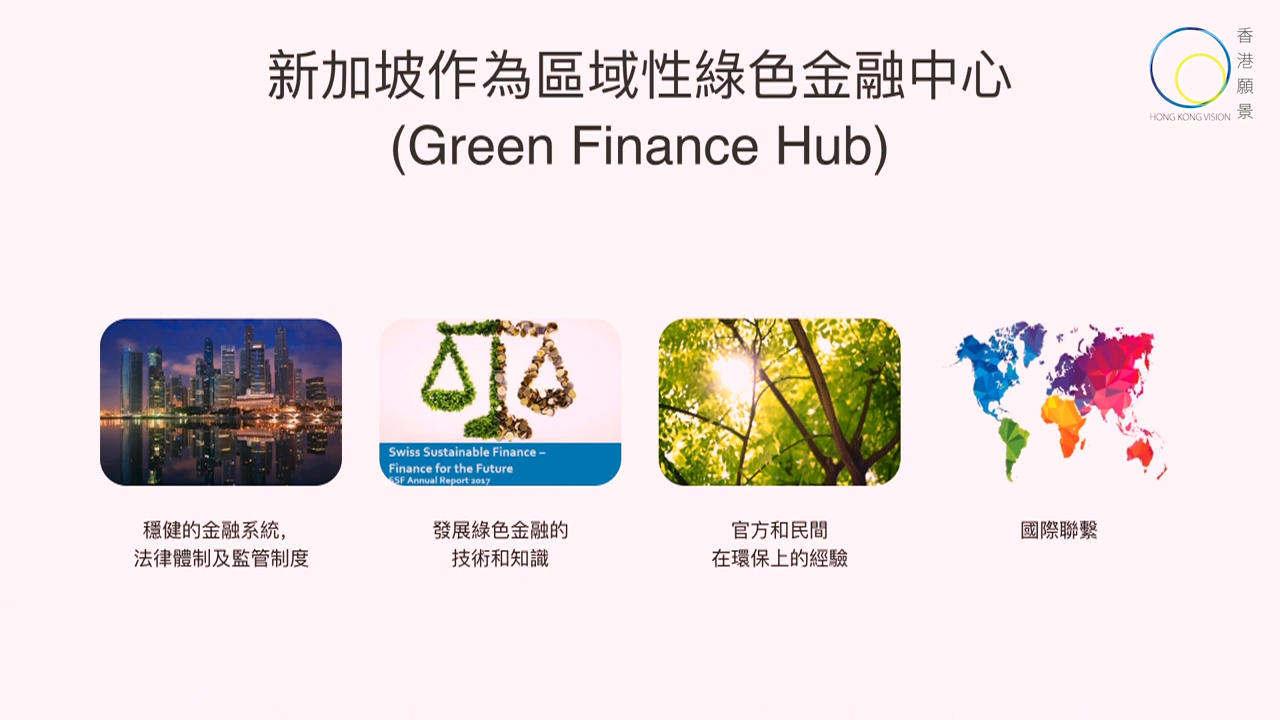 新加坡作為區域性綠色金融中心
(Green Finance Hub)
香港願景
HONG KONG VISION
Swiss Sustainable Finance –
Finance for the Future
SSF Annual Report 2017
穩健的金融系統,
法律體制及監管制度
發展綠色金融的
技術和知識
官方和民間
在環保上的經驗
國際聯繫